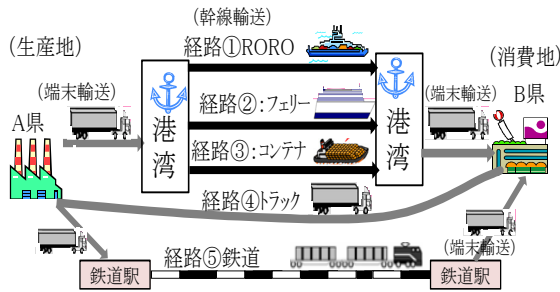 (幹線輸送)
(生産地)
経路①RORO
(消費地)
(端末輸送)
(端末輸送)
B県
A県
港湾
経路②:フェリー
港湾
経路③:コンテナ
経路④トラック
(端末輸送)
経路⑤鉄道
鉄道駅
鉄道駅